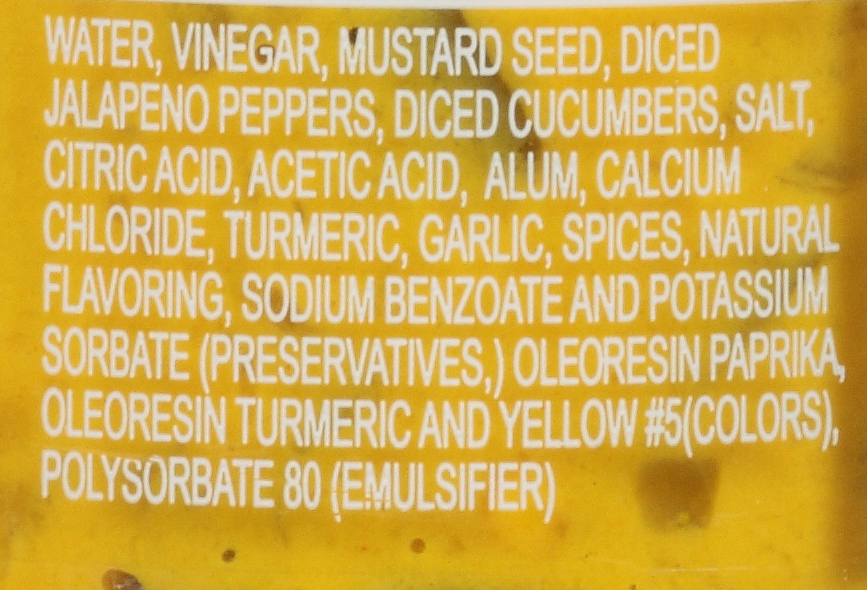 WATER, VINEGAR, MUSTARD SEED, DICED
JALAPENO PEPPERS, DICED CUCUMBERS, SALT,
CITRIC ACID, ACETIC ACID, ALUM, CALCIUM
CHLORIDE, TURMERIC, GARLIC, SPICES, NATURAL
FLAVORING, SODIUM BENZOATE AND POTASSIUM
SORBATE (PRESERVATIVES,) OLEORESIN PAPRIKA,
OLEORESIN TURMERIC AND YELLOW #5(COLORS),
POLYSORBATE 80 (EMULSIFIER)